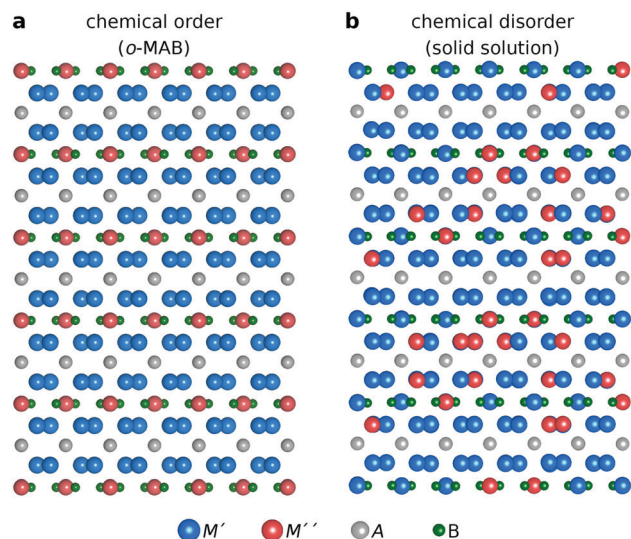 a chemical order
(o-MAB)
b chemical disorder
(solid solution)
M′ M′′ A B